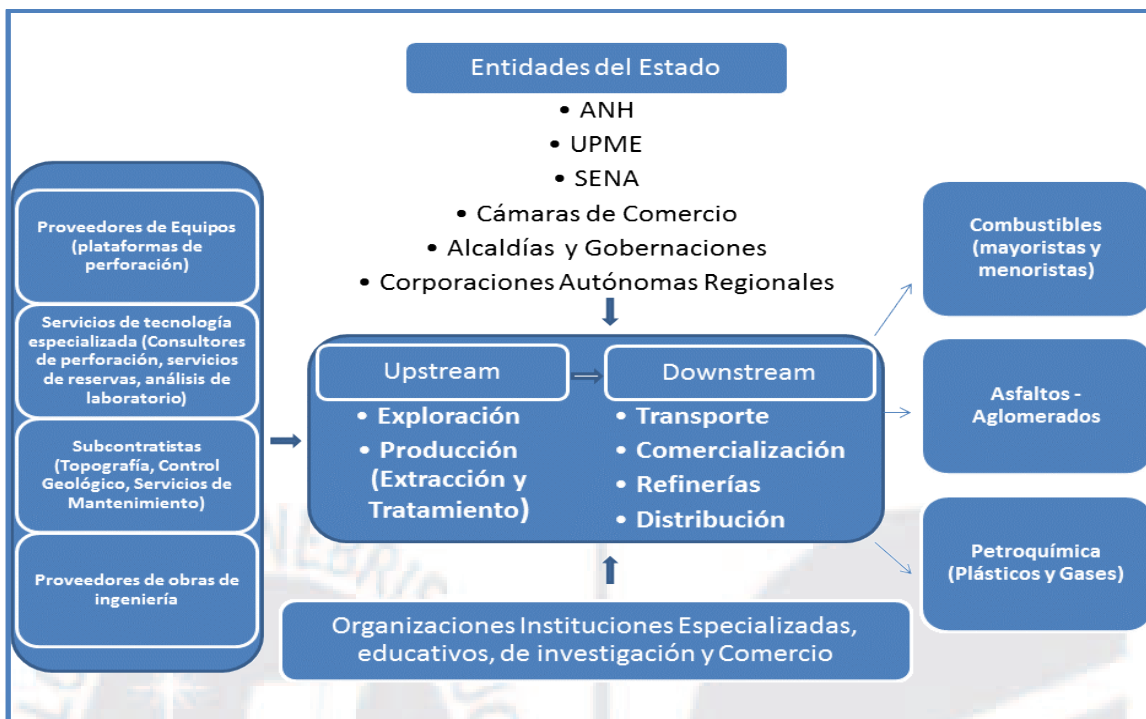 Entidades del Estado
• ANH
• UPME
• SENA
• Cámaras de Comercio
• Alcaldías y Gobernaciones
• Corporaciones Autónomas Regionales
Proveedores de Equipos
(plataformas de
perforación)
Servicios de tecnología
especializada (Consultores
de perforación, servicios
de reservas, análisis de
laboratorio)
Subcontratistas
(Topografía, Control
Geológico, Servicios de
Mantenimiento)
Proveedores de obras de
ingeniería
Upstream
• Exploración
• Producción
(Extracción y
Tratamiento)
Downstream
• Transporte
• Comercialización
• Refinerías
• Distribución
Combustibles
(mayoristas y
menoristas)
Asfaltos -
Aglomerados
Petroquímica
(Plásticos y Gases)
Organizaciones Instituciones Especializadas,
educativos, de investigación y Comercio